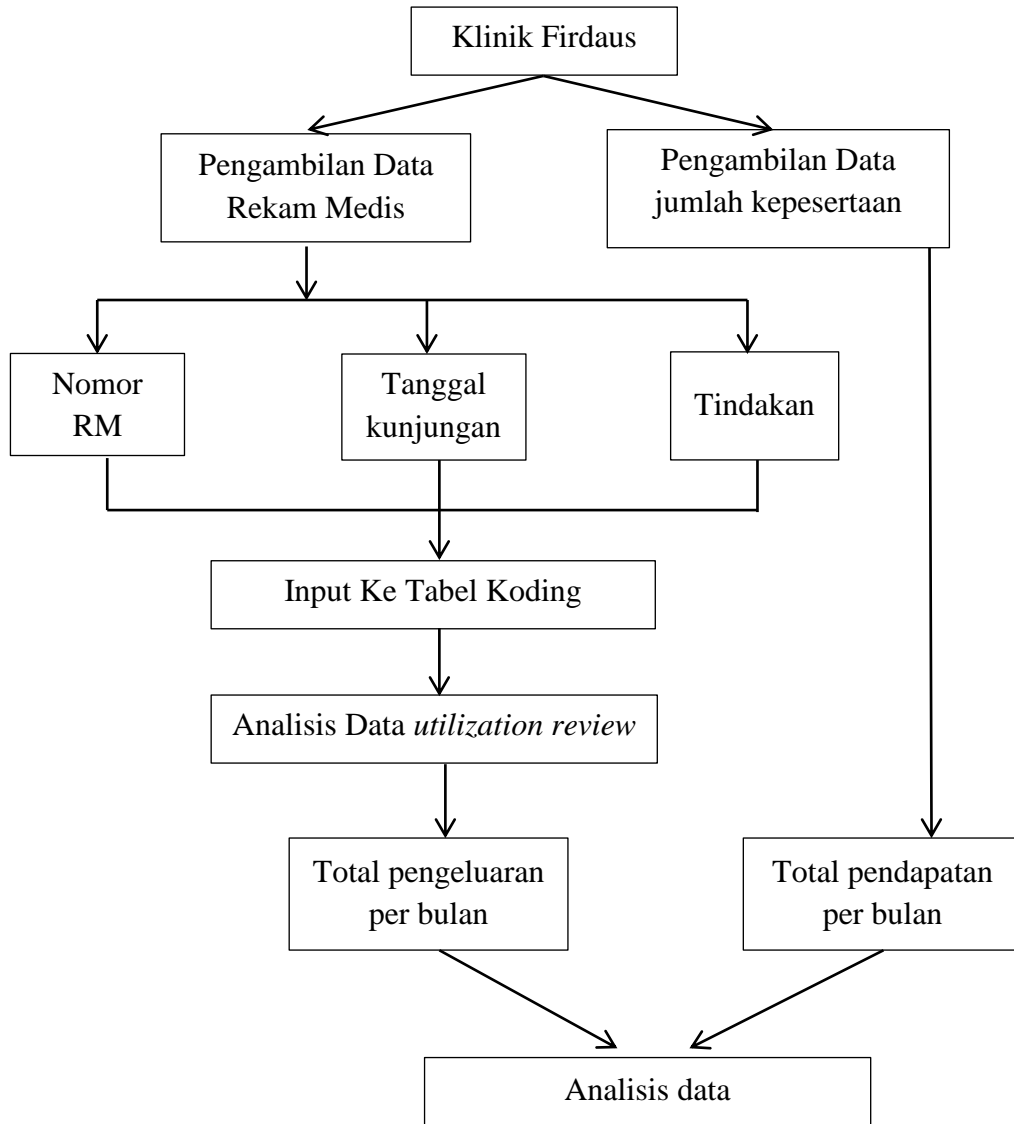 Klinik Firdaus
Pengambilan Data
Rekam Medis
Pengambilan Data
jumlah kepesertaan
Nomor
RM
Tanggal
kunjungan
Tindakan
Input Ke Tabel Koding
Analisis Data utilization review
Total pengeluaran
per bulan
Total pendapatan
per bulan
Analisis data